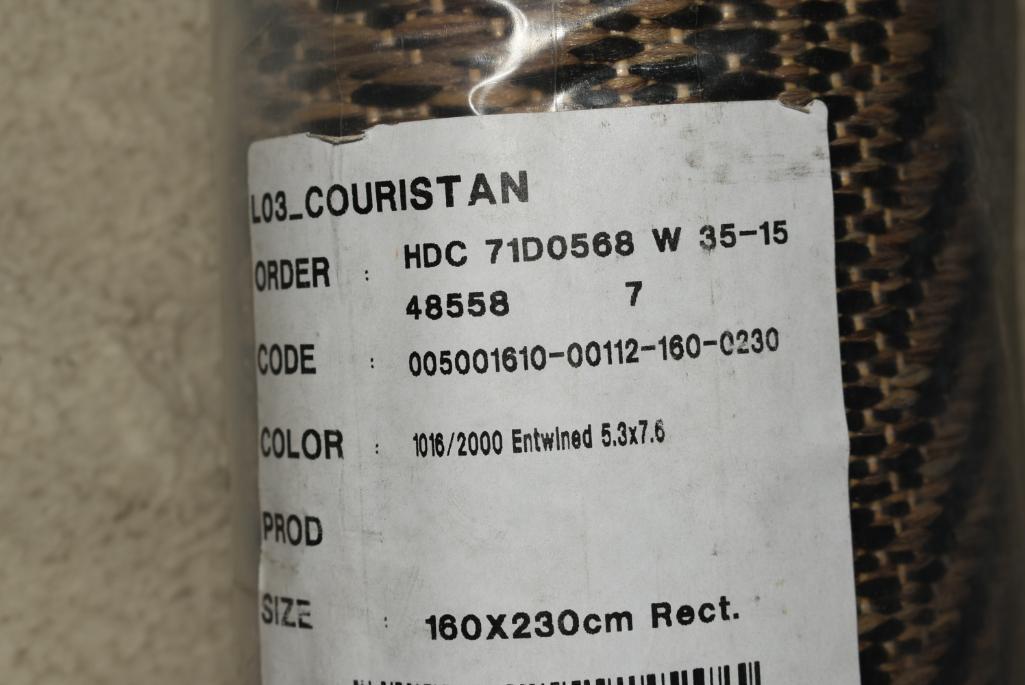 L03_COURISTAN
ORDER : HDC 71D0568 W 35-15
48558 7
CODE : 005001610-00112-160-0230
COLOR : 1016/2000 Entwined 5.3x7.6
PROD
SIZE : 160X230cm Rect.